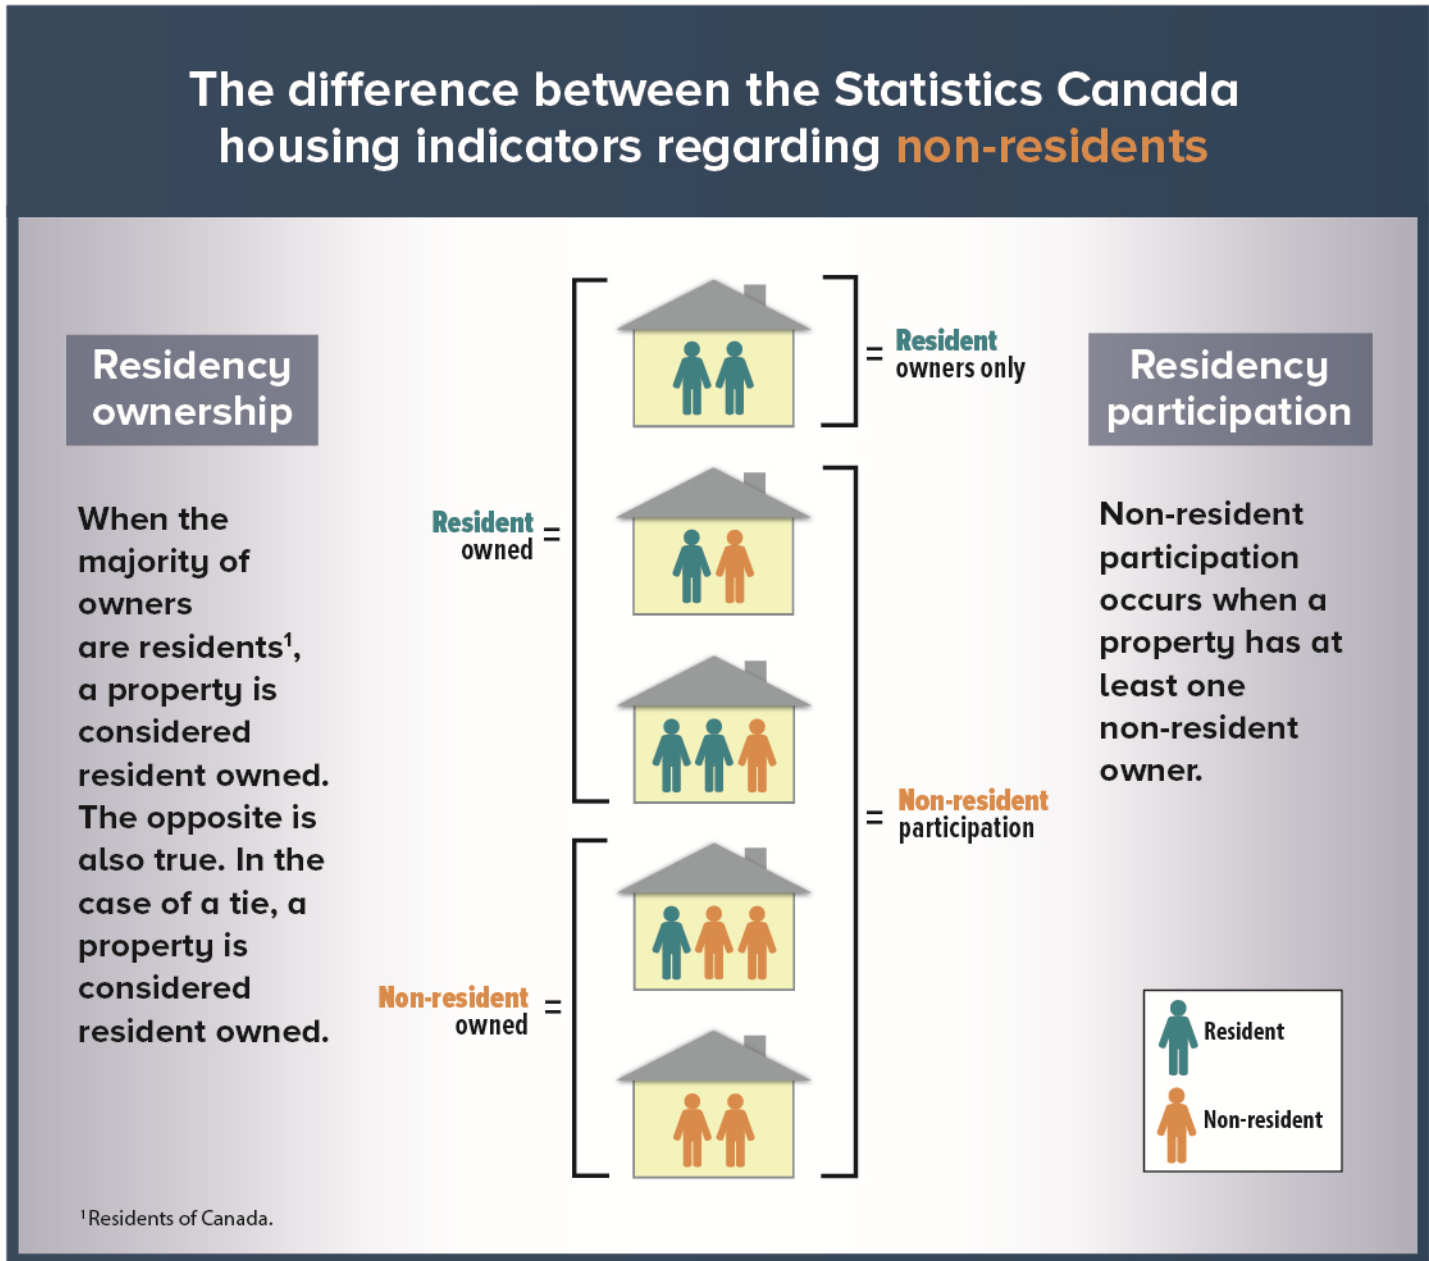 The difference between the Statistics Canada
housing indicators regarding non-residents
Residency
ownership
When the
majority of
owners
are residents¹,
a property is
considered
resident owned.
The opposite is
also true. In the
case of a tie, a
property is
considered
resident owned.
Resident
owned
=
Non-resident
owned
=
=
Resident
owners only
=
Non-resident
participation
Residency
participation
Non-resident
participation
occurs when a
property has at
least one
non-resident
owner.
Resident
Non-resident
¹Residents of Canada.